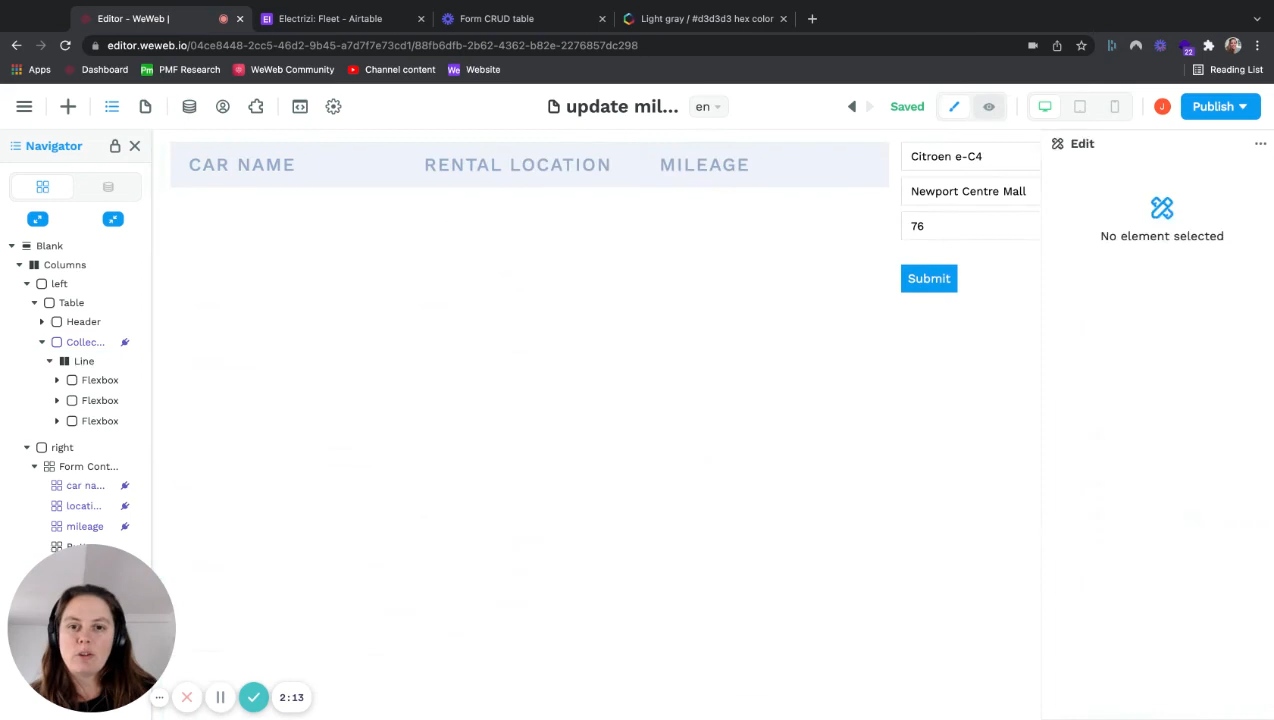 Editor - WeWeb |
Electrizi: Fleet - Airtable
Form CRUD table
Light gray / #d3d3d3 hex color
editor.weweb.io/04ce8448-2cc5-46d2-9b45-a7d7f7e73cd1/88fb6dfb-2b62-4362-b82e-2276857dc298
22
Apps
Dashboard
Pm PMF Research
WeWeb Community
Channel content
We Website
Reading List
update mil...
en
Saved
J
Publish
Navigator
Edit
CAR NAME
RENTAL LOCATION
MILEAGE
Citroen e-C4
Newport Centre Mall
76
Submit
No element selected
Blank
Columns
left
Table
Header
Collec...
Line
Flexbox
Flexbox
Flexbox
right
Form Cont...
car na...
locati...
mileage
2:13